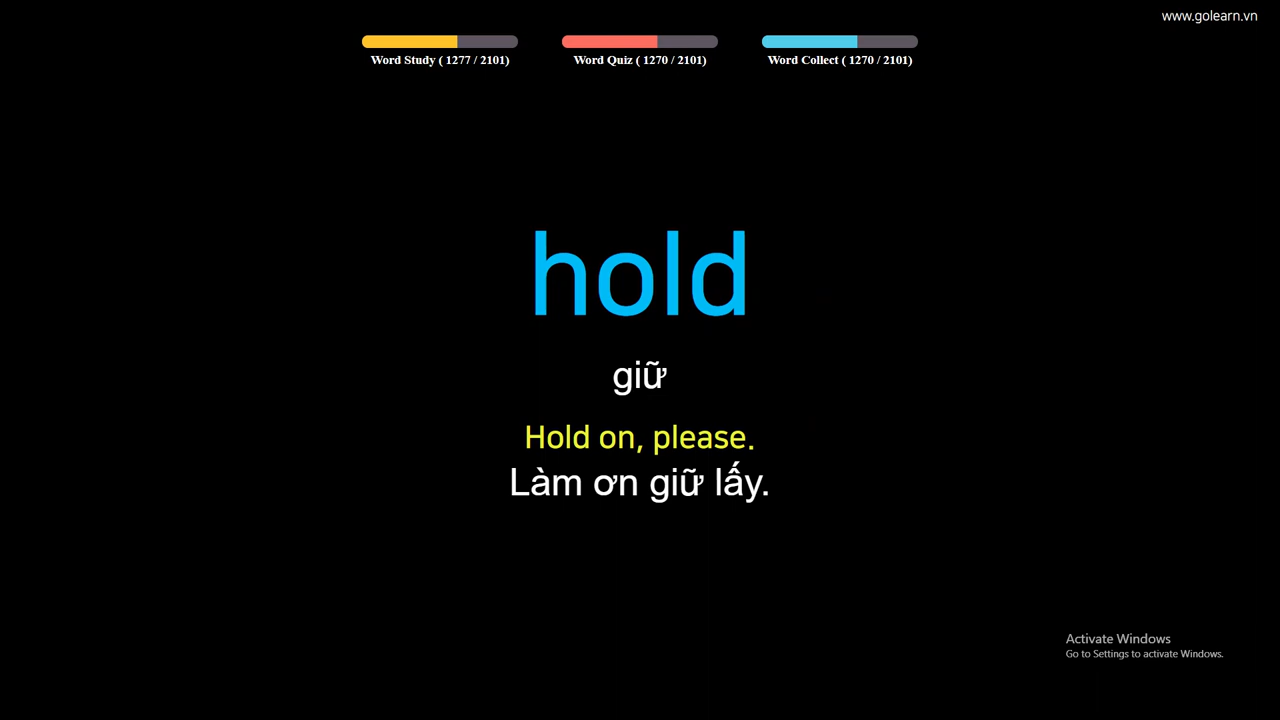 www.golearn.vn
Word Study ( 1277 / 2101) Word Quiz ( 1270 / 2101) Word Collect ( 1270 / 2101)
hold
giữ
Hold on, please.
Làm ơn giữ lấy.
Activate Windows
Go to Settings to activate Windows.